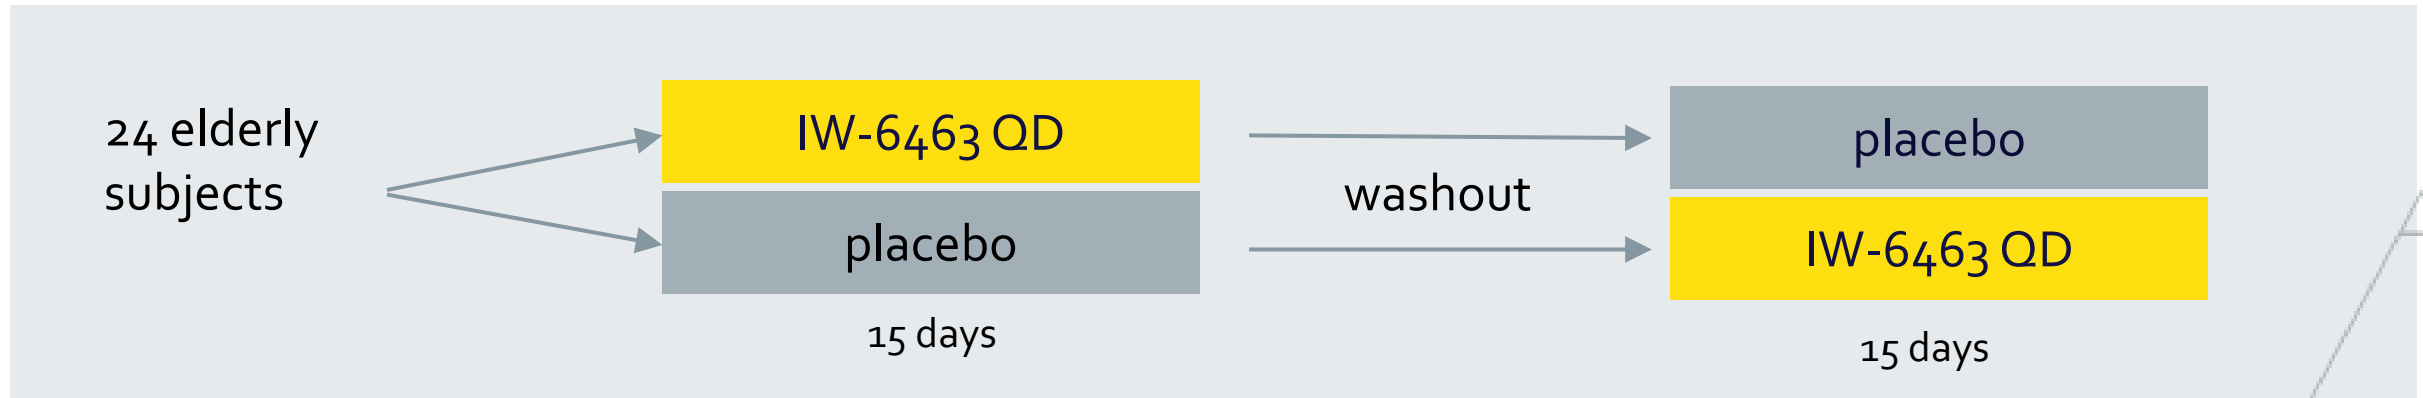 24 elderly
subjects
IW-6463 QD
placebo
15 days
washout
placebo
IW-6463 QD
15 days